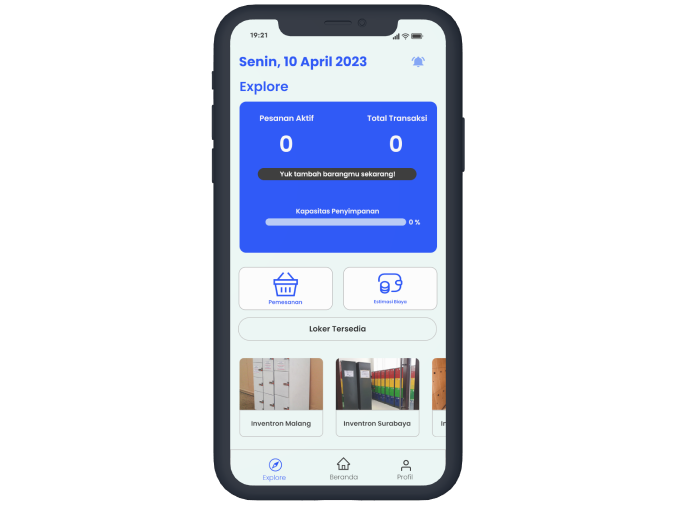 19:21
Senin, 10 April 2023
Explore
Pesanan Aktif
Total Transaksi
0
0
Yuk tambah barangmu sekarang!
Kapasitas Penyimpanan
0 %
Pemesanan
Estimasi Biaya
Loker Tersedia
Inventron Malang
Inventron Surabaya
In
Explore
Beranda
Profil